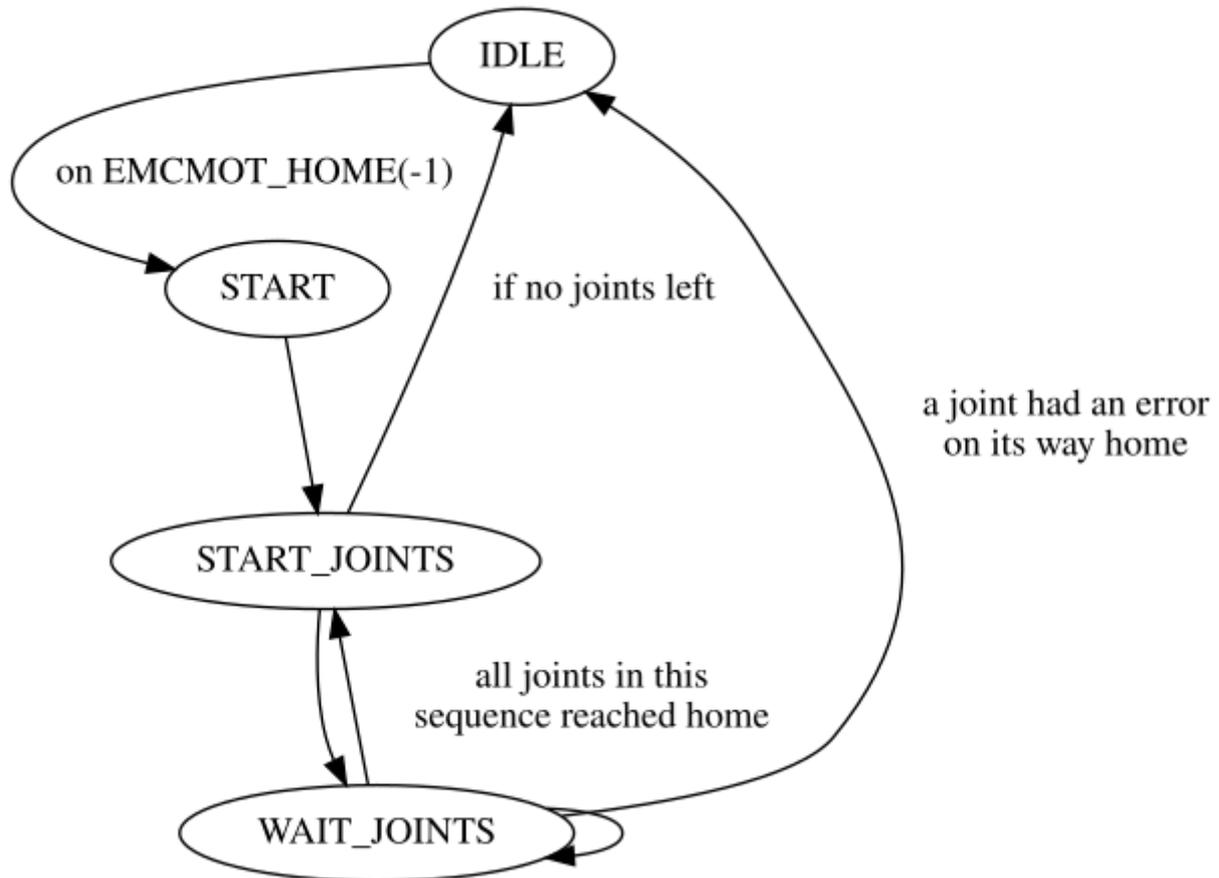 IDLE
on EMCMOT_HOME(-1)
START
if no joints left
a joint had an error
on its way home
START_JOINTS
all joints in this
sequence reached home
WAIT_JOINTS